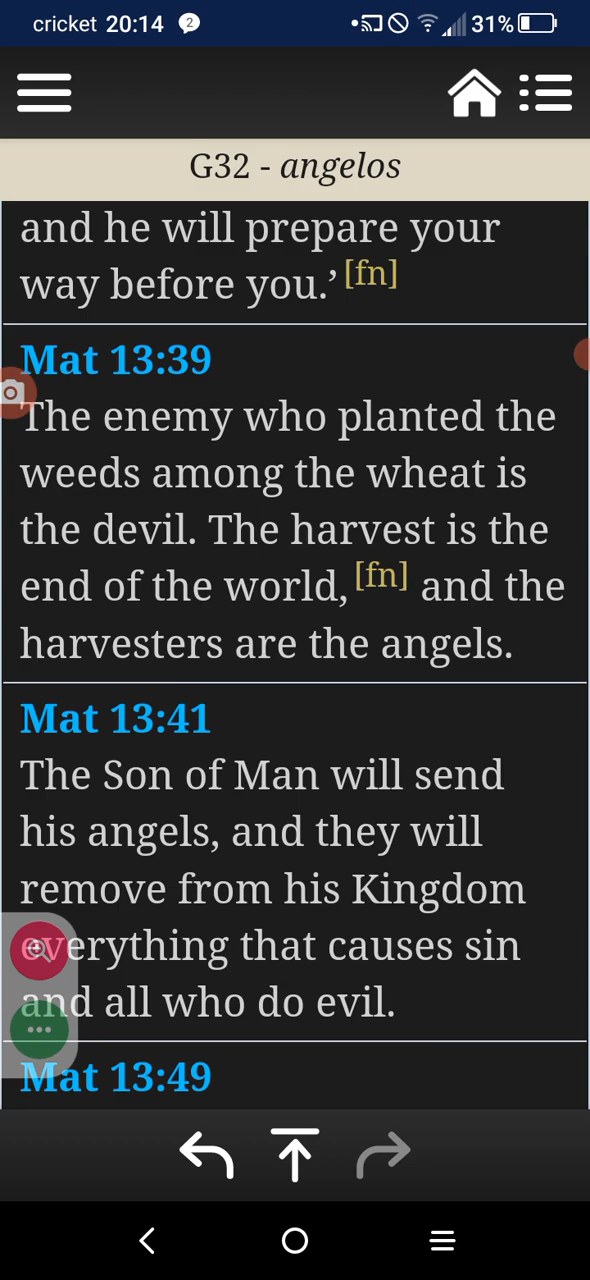 cricket 20:14 2 31%
G32 - angelos
and he will prepare your
way before you.’[fn]
Mat 13:39
The enemy who planted the
weeds among the wheat is
the devil. The harvest is the
end of the world,[fn] and the
harvesters are the angels.
Mat 13:41
The Son of Man will send
his angels, and they will
remove from his Kingdom
everything that causes sin
and all who do evil.
Mat 13:49